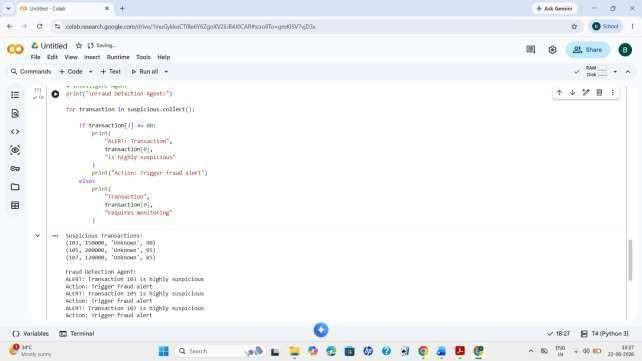 Untitled - Colab
Ask Gemini
colab.research.google.com/drive/
School
B
Untitled
Saving...
File Edit View Insert Runtime Tools Help
Share
B
Commands + Code + Text Run all
RAM
Disk
# Intelligent Agent
print("\nFraud Detection Agent:")
for transaction in suspicious.collect():
if transaction[3] >= 80:
print(
"ALERT: Transaction",
transaction[0],
"is highly suspicious"
)
print("Action: Trigger fraud alert")
else:
print(
"Transaction",
transaction[0],
"requires monitoring"
)
Suspicious Transactions:
(103, 150000, 'Unknown', 90)
(105, 200000, 'Unknown', 95)
(107, 120000, 'Unknown', 85)
Fraud Detection Agent:
ALERT: Transaction 103 is highly suspicious
Action: Trigger fraud alert
ALERT: Transaction 105 is highly suspicious
Action: Trigger fraud alert
ALERT: Transaction 107 is highly suspicious
Action: Trigger fraud alert
Variables Terminal
18:27
T4 (Python 3)
34°C
Mostly sunny
Search
ENG
IN
18:27